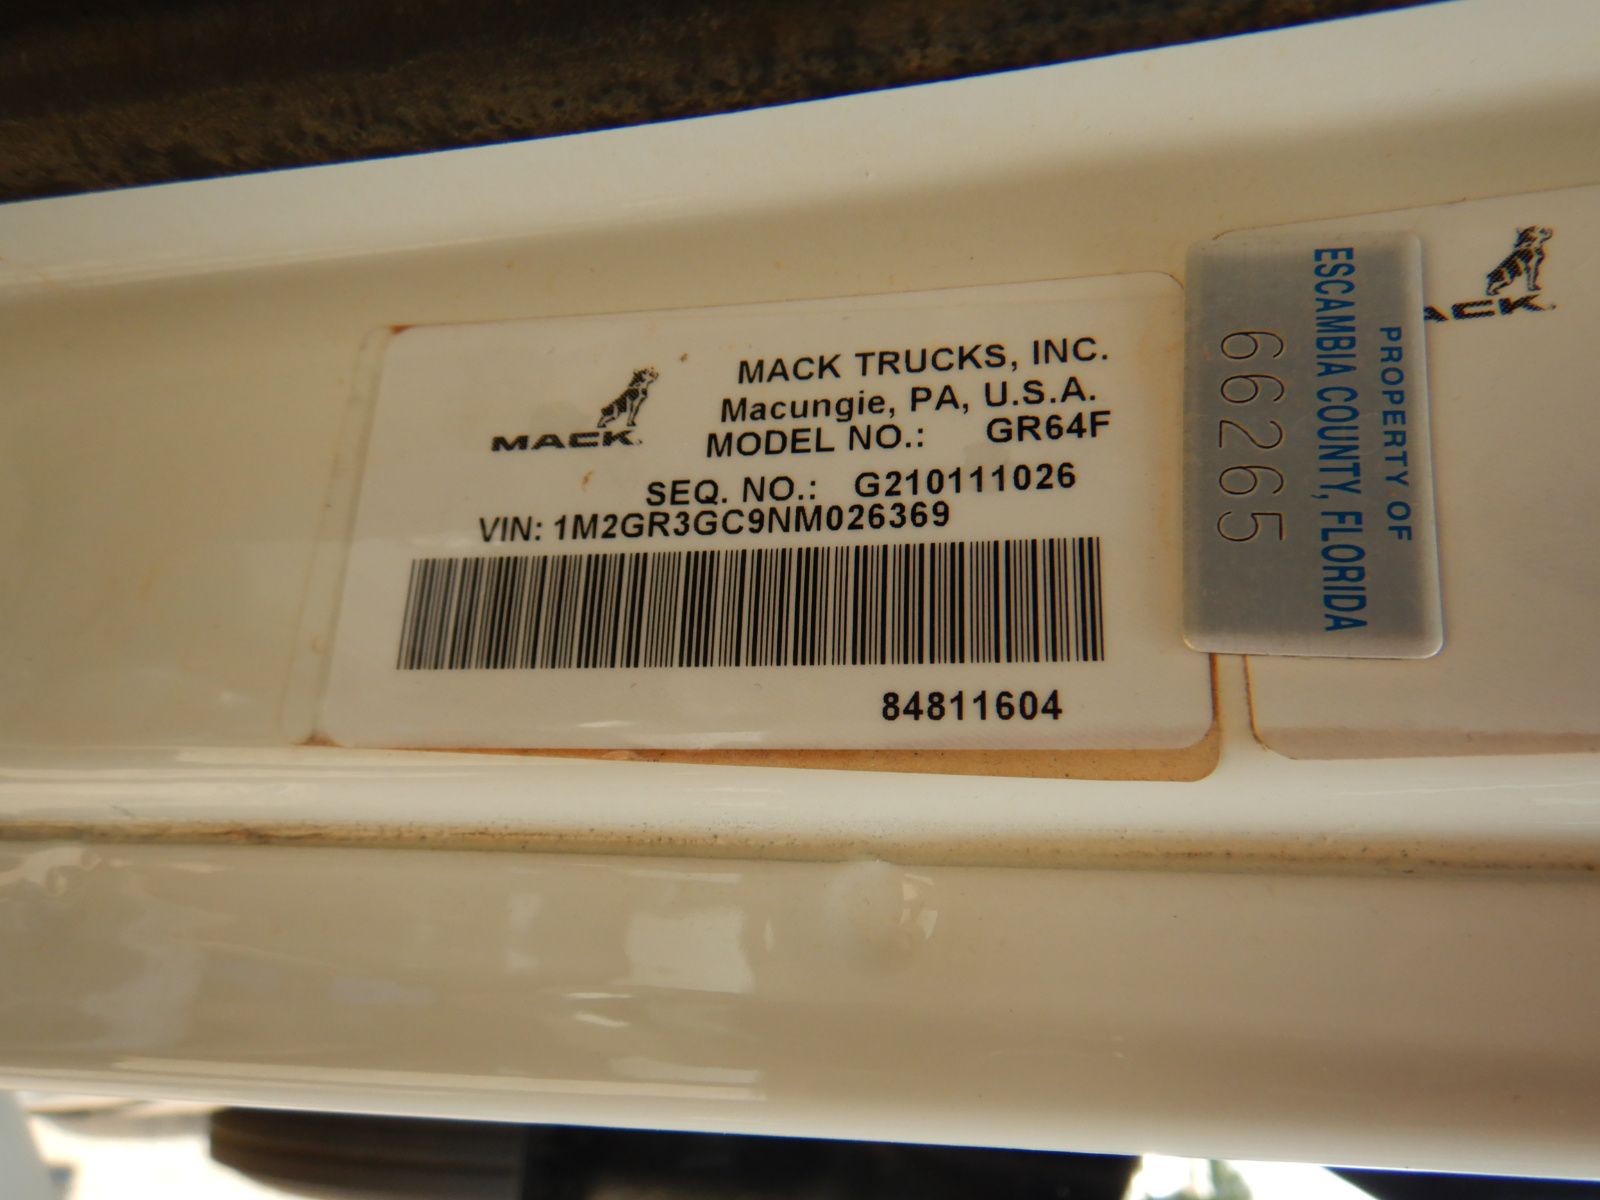 MACK
MACK TRUCKS, INC.
Macungie, PA, U.S.A.
MODEL NO.: GR64F
SEQ. NO.: G210111026
VIN: 1M2GR3GC9NM026369
84811604
PROPERTY OF
ESCAMBIA COUNTY, FLORIDA
66265
ACK